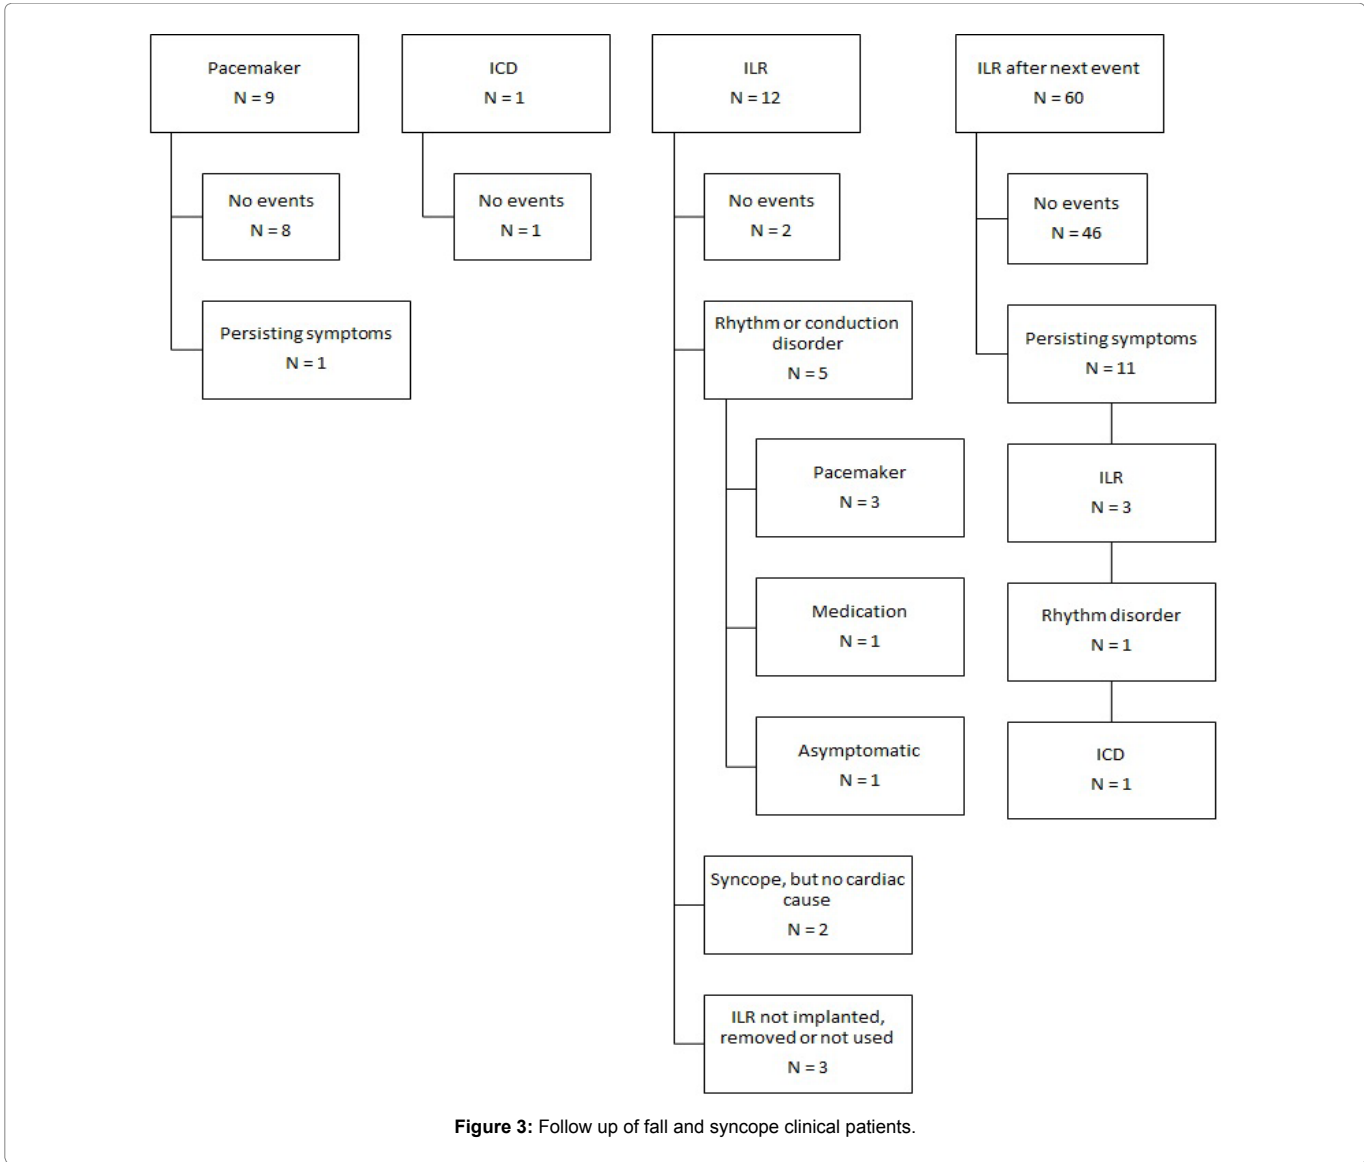 Pacemaker
N = 9
No events
N = 8
Persisting symptoms
N = 1
ICD
N = 1
No events
N = 1
ILR
N = 12
No events
N = 2
Rhythm or conduction
disorder
N = 5
Pacemaker
N = 3
Medication
N = 1
Asymptomatic
N = 1
Syncope, but no cardiac
cause
N = 2
ILR not implanted,
removed or not used
N = 3
ILR after next event
N = 60
No events
N = 46
Persisting symptoms
N = 11
ILR
N = 3
Rhythm disorder
N = 1
ICD
N = 1
Figure 3: Follow up of fall and syncope clinical patients.